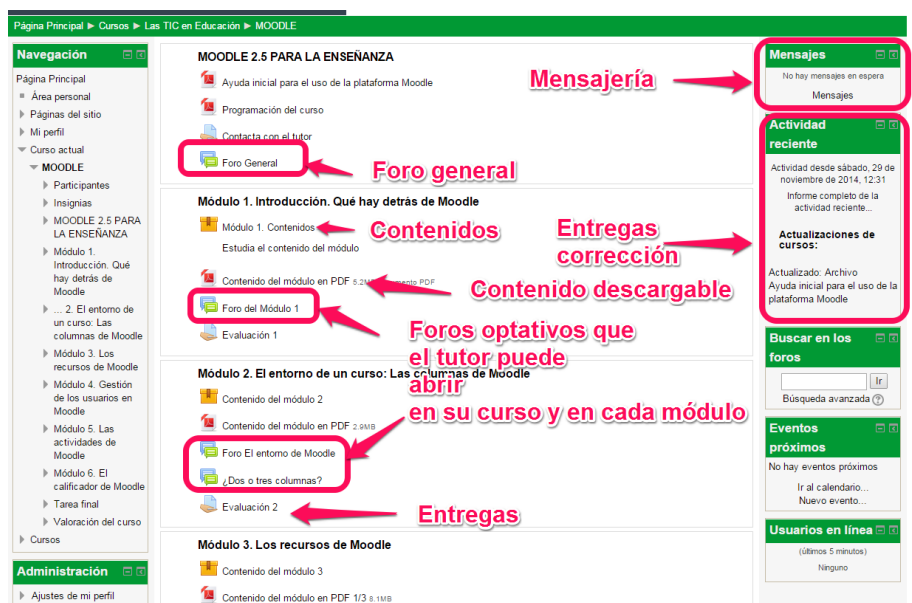 Página Principal ► Cursos ► Las TIC en Educación ► MOODLE
Navegación
Página Principal
Área personal
Páginas del sitio
Mi perfil
Curso actual
MOODLE
Participantes
Insignias
MOODLE 2.5 PARA
LA ENSEÑANZA
Módulo 1.
Introducción. Qué
hay detrás de
Moodle
... 2. El entorno de
un curso: Las
columnas de Moodle
Módulo 3. Los
recursos de Moodle
Módulo 4. Gestión
de los usuarios en
Moodle
Módulo 5. Las
actividades de
Moodle
Módulo 6. El
calificador de Moodle
Tarea final
Valoración del curso
Cursos
Administración
Ajustes de mi perfil
MOODLE 2.5 PARA LA ENSEÑANZA
Ayuda inicial para el uso de la plataforma Moodle
Programación del curso
Contacta con el tutor
Foro General
Foro general
Mensajería
Módulo 1. Introducción. Qué hay detrás de Moodle
Módulo 1. Contenidos
Contenidos
Estudia el contenido del módulo
Entregas
corrección
Contenido del módulo en PDF 5,2M PDF
Contenido descargable
Foro del Módulo 1
Evaluación 1
Foros optativos que
el tutor puede
abrir
en su curso y en cada módulo
Módulo 2. El entorno de un curso: Las columnas de Moodle
Contenido del módulo 2
Contenido del módulo en PDF 2.9MB
Foro El entorno de Moodle
¿Dos o tres columnas?
Evaluación 2
Entregas
Módulo 3. Los recursos de Moodle
Contenido del módulo 3
Contenido del módulo en PDF 1/3 8.1MB
Mensajes
No hay mensajes en espera
Mensajes
Actividad
reciente
Actividad desde sábado, 29 de
noviembre de 2014, 12:31
Informe completo de la
actividad reciente...
Actualizaciones de
cursos:
Actualizado: Archivo
Ayuda inicial para el uso de la
plataforma Moodle
Buscar en los
foros
Ir
Búsqueda avanzada ?
Eventos
próximos
No hay eventos próximos
Ir al calendario...
Nuevo evento...
Usuarios en línea
(últimos 5 minutos)
Ninguno